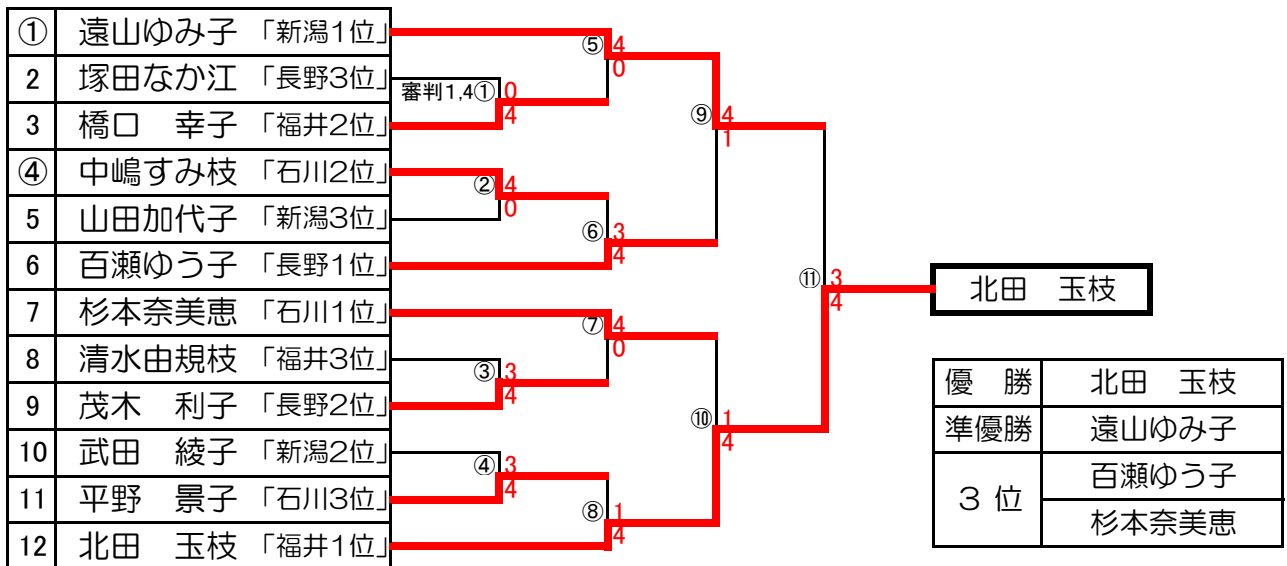 ① 遠山ゆみ子 「新潟1位」
2 塚田なか江 「長野3位」
3 橋口　幸子 「福井2位」
④ 中嶋すみ枝 「石川2位」
5 山田加代子 「新潟3位」
6 百瀬ゆう子 「長野1位」
7 杉本奈美恵 「石川1位」
8 清水由規枝 「福井3位」
9 茂木　利子 「長野2位」
10 武田　綾子 「新潟2位」
11 平野　景子 「石川3位」
12 北田　玉枝 「福井1位」
審判1,4① 0
4
② 4
0
③ 3
4
④ 3
4
⑤ 4
0
⑥ 3
4
⑦ 4
0
⑧ 1
4
⑨ 4
1
⑩ 1
4
⑪ 3
4
北田　玉枝
優　勝 北田　玉枝
準優勝 遠山ゆみ子
３ 位 百瀬ゆう子
杉本奈美恵